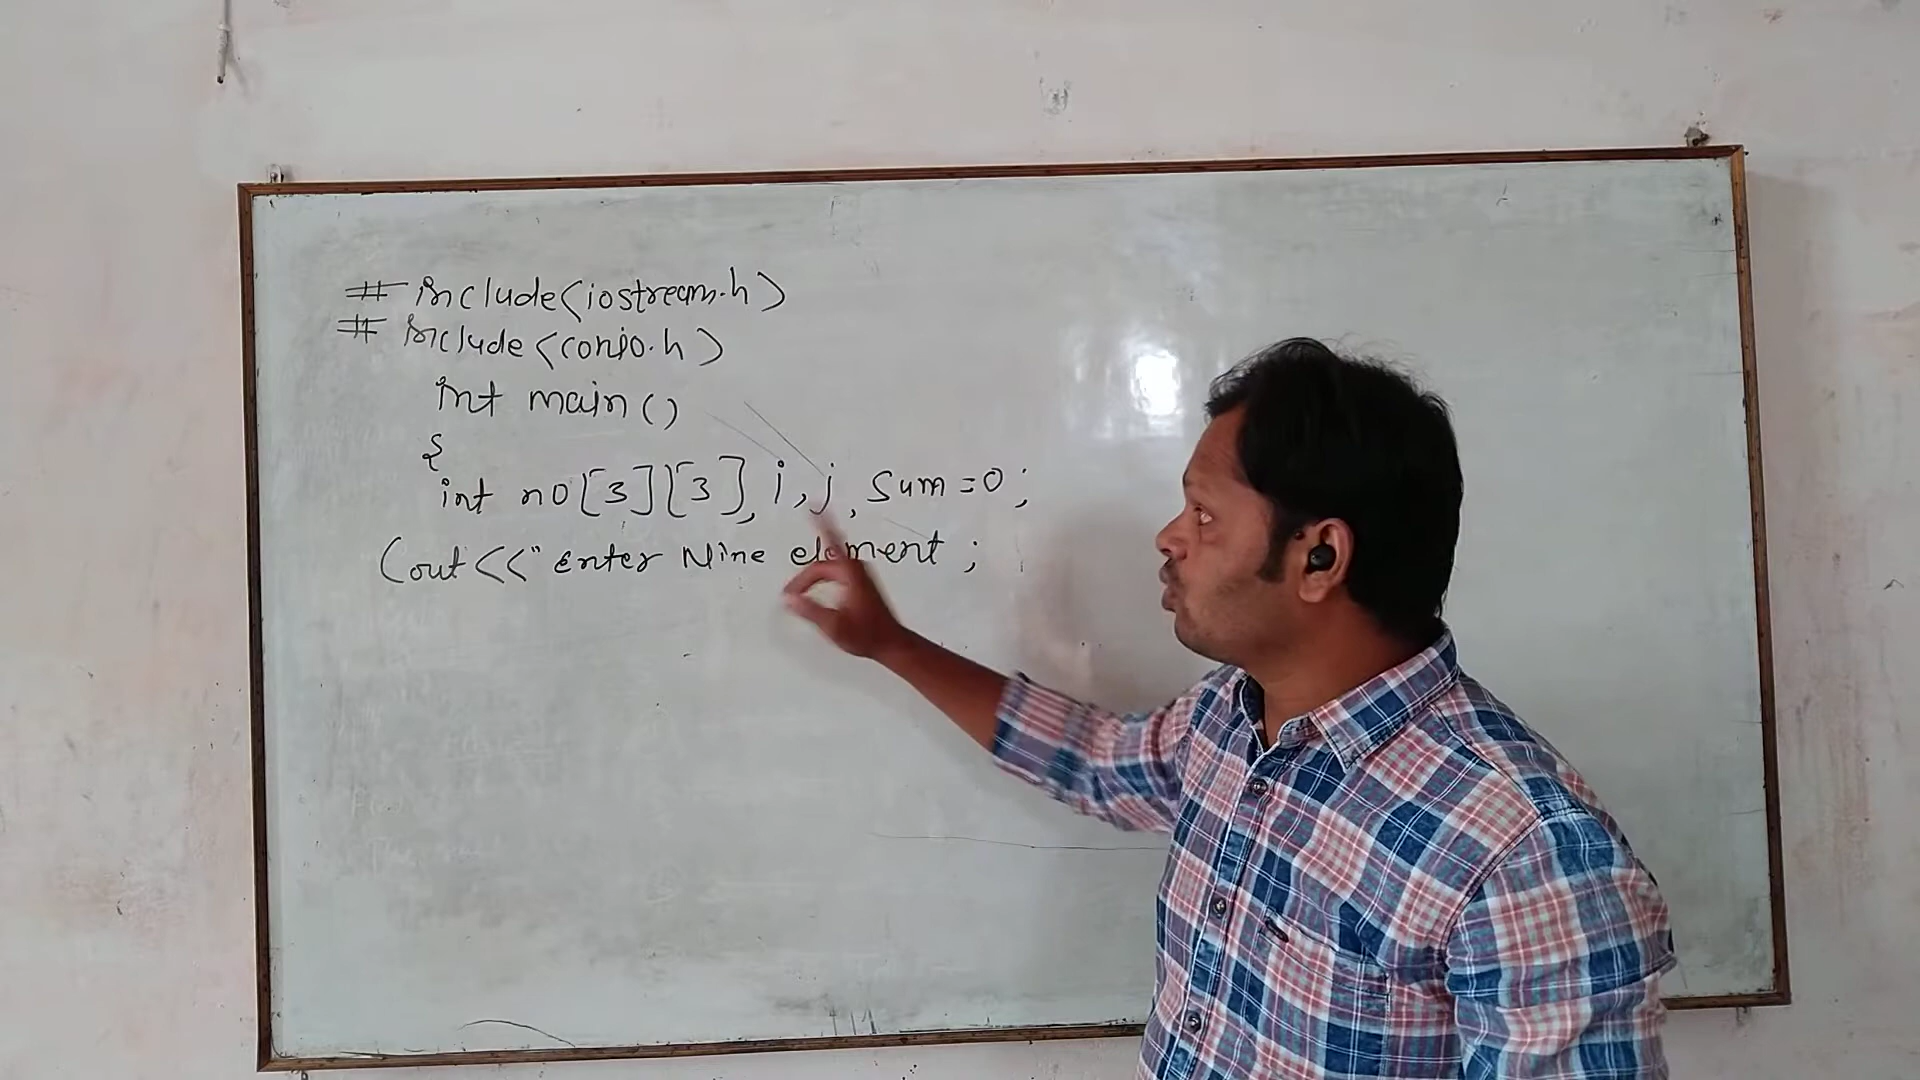 # include<iostream.h>
# include<conio.h>
int main()
{
int no[3][3], i, j, sum=0;
Cout<<" Enter Nine element ;